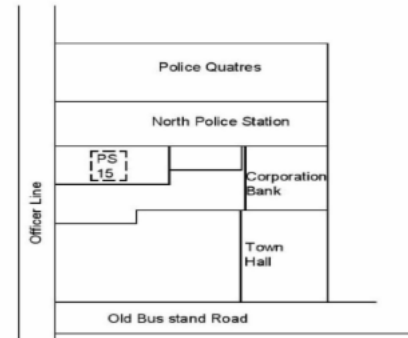 Police Quatres
North Police Station
PS
15
Corporation
Bank
Officer Line
Town
Hall
Old Bus stand Road